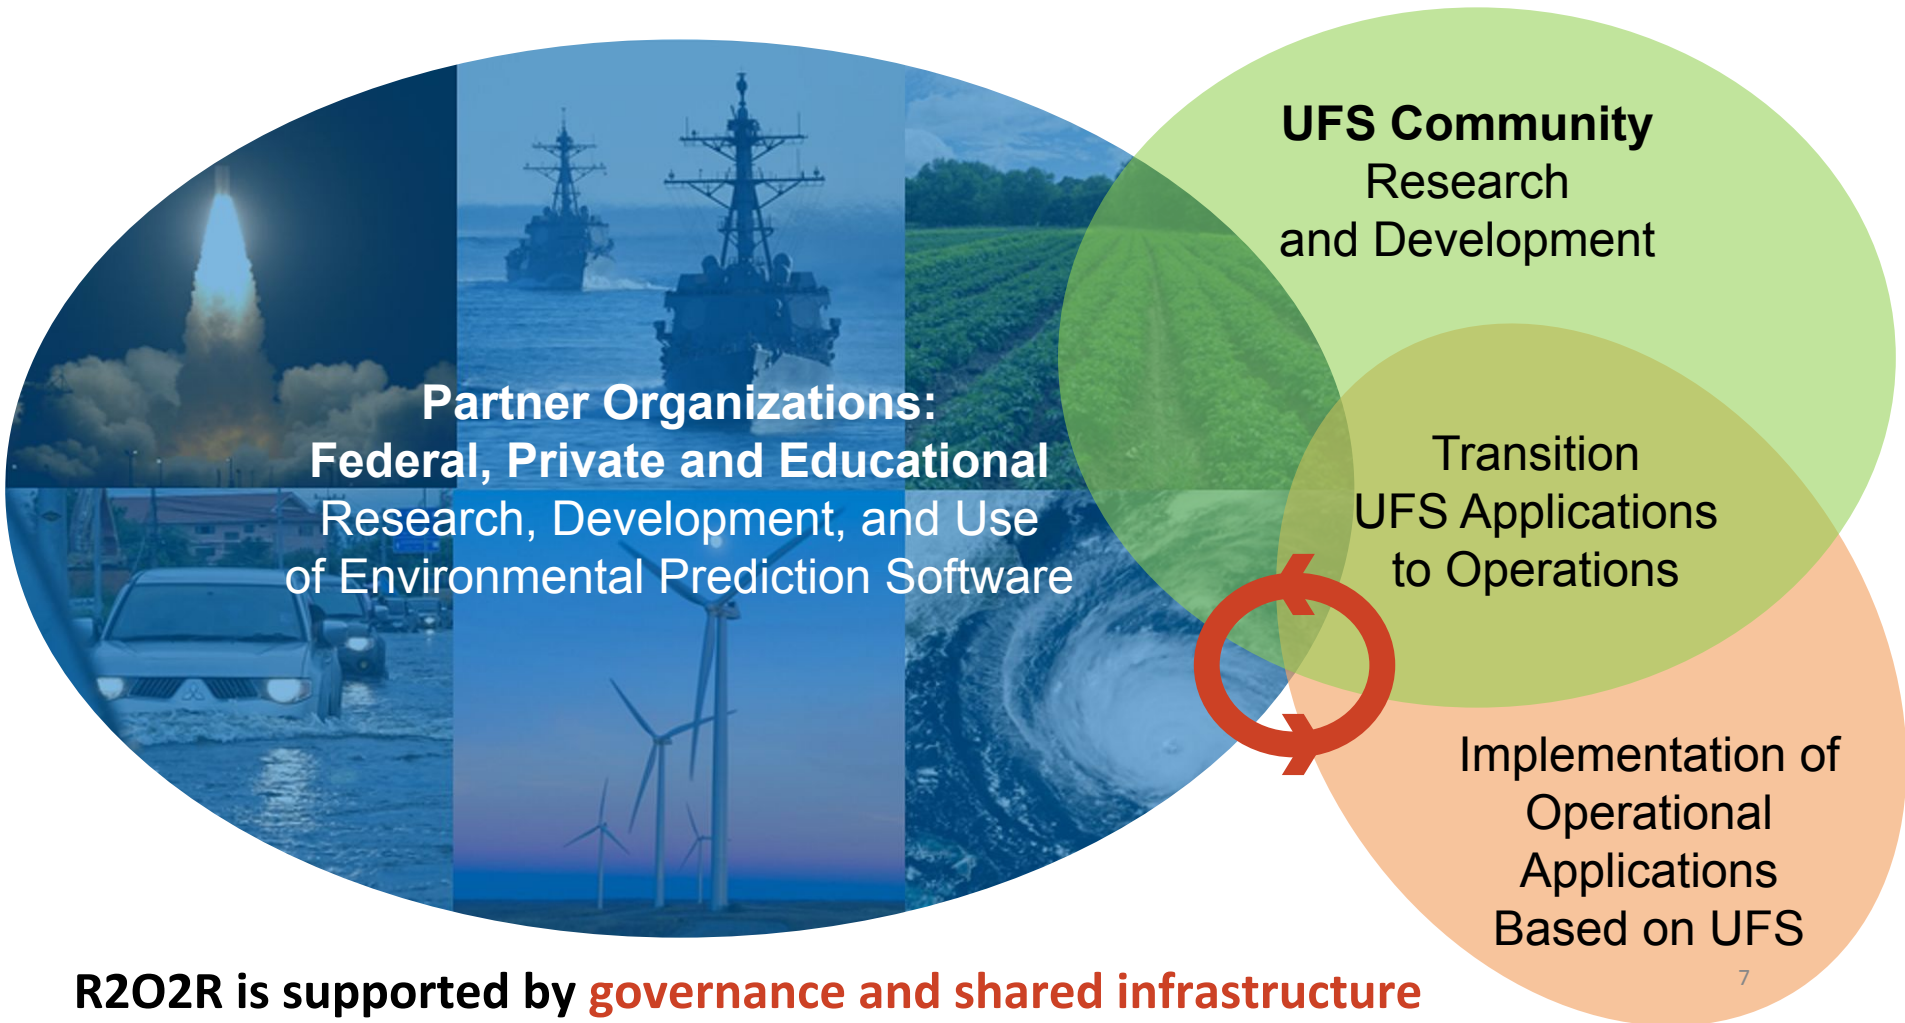 Partner Organizations:
Federal, Private and Educational
Research, Development, and Use
of Environmental Prediction Software
UFS Community
Research
and Development
Transition
UFS Applications
to Operations
Implementation of
Operational
Applications
Based on UFS
R2O2R is supported by governance and shared infrastructure
7